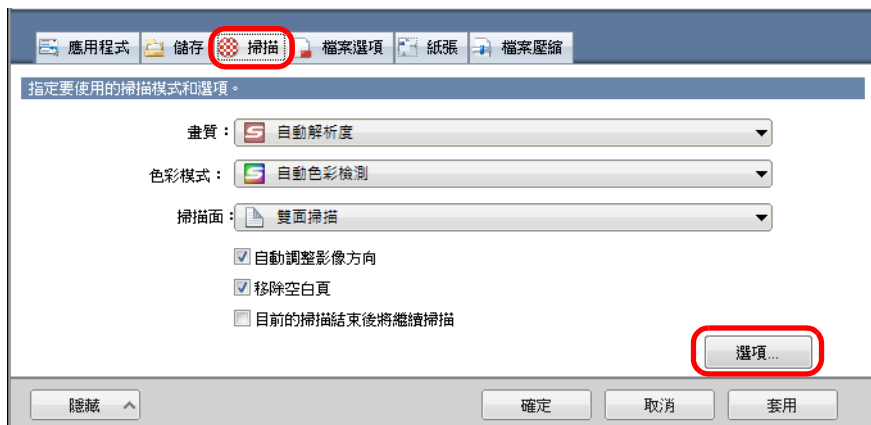 應用程式 儲存 掃描 檔案選項 紙張 檔案壓縮
指定要使用的掃描模式和選項。
畫質： 自動解析度
色彩模式： 自動色彩檢測
掃描面： 雙面掃描
自動調整影像方向
移除空白頁
目前的掃描結束後將繼續掃描
選項...
隱藏 確定 取消 套用